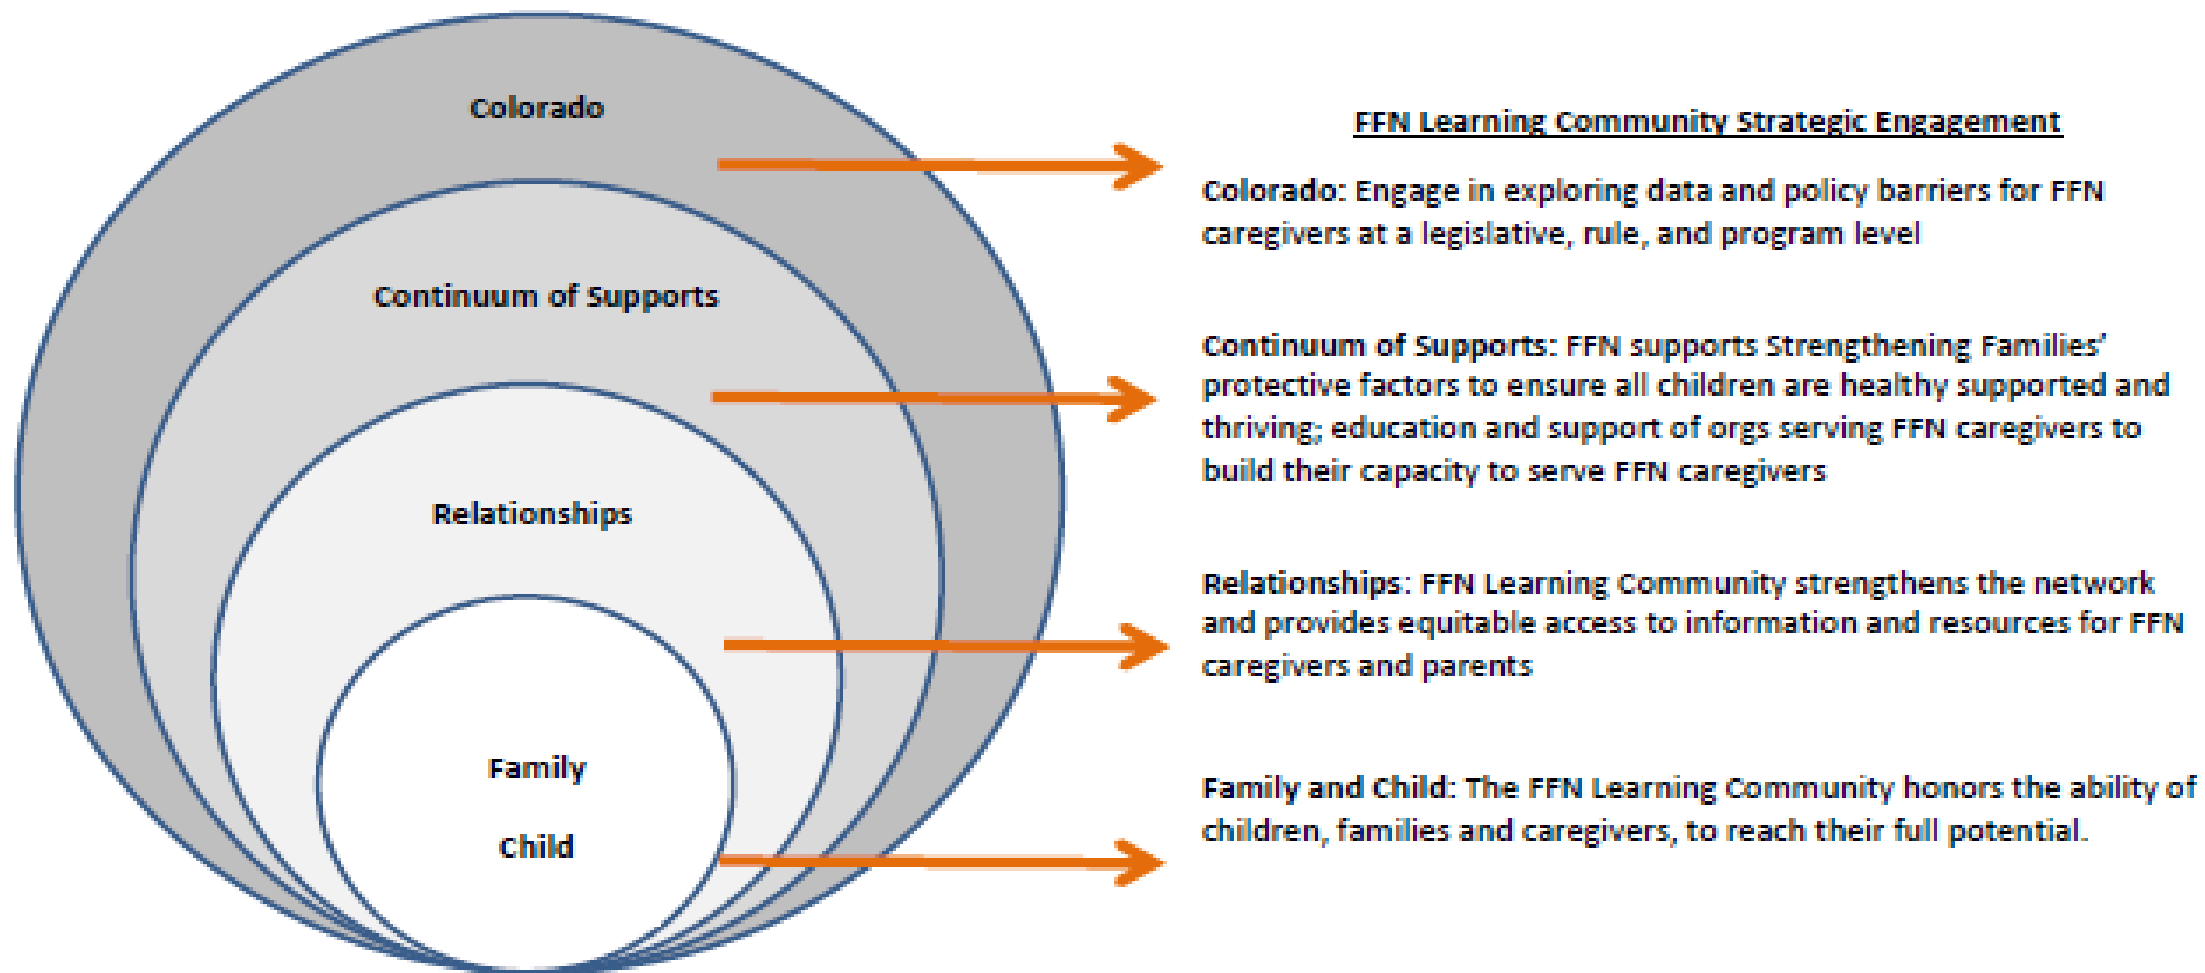 Colorado
Continuum of Supports
Relationships
Family
Child
FFN Learning Community Strategic Engagement
Colorado: Engage in exploring data and policy barriers for FFN
caregivers at a legislative, rule, and program level
Continuum of Supports: FFN supports Strengthening Families'
protective factors to ensure all children are healthy supported and
thriving; education and support of orgs serving FFN caregivers to
build their capacity to serve FFN caregivers
Relationships: FFN Learning Community strengthens the network
and provides equitable access to information and resources for FFN
caregivers and parents
Family and Child: The FFN Learning Community honors the ability of
children, families and caregivers, to reach their full potential.